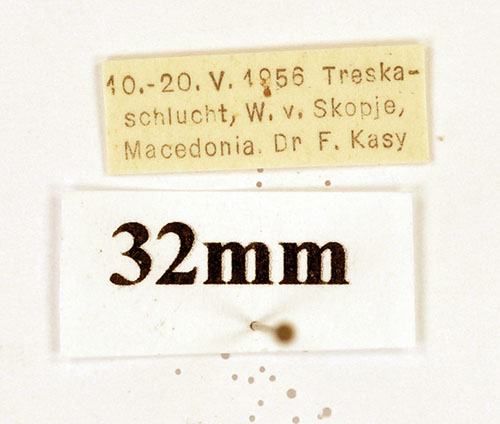 10.-20. V. 1956 Treska-
schlucht, W. v. Skopje,
Macedonia. Dr F. Kasy
32mm